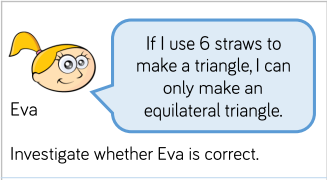 If I use 6 straws to
make a triangle, I can
only make an
equilateral triangle.
Eva
Investigate whether Eva is correct.